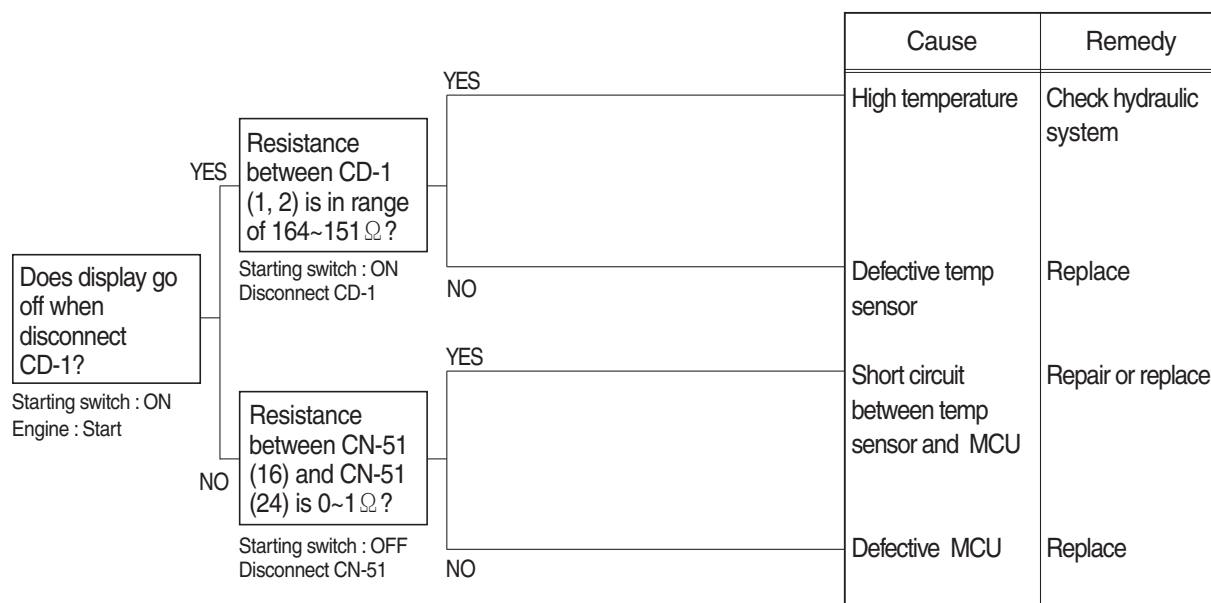 Cause
Remedy
YES
High temperature
Check hydraulic
system
YES
Resistance
between CD-1
(1, 2) is in range
of 164~151Ω?
Starting switch : ON
Disconnect CD-1
NO
Defective temp
sensor
Replace
Does display go
off when
disconnect
CD-1?
Starting switch : ON
Engine : Start
YES
Short circuit
between temp
sensor and MCU
Repair or replace
NO
Resistance
between CN-51
(16) and CN-51
(24) is 0~1Ω?
Starting switch : OFF
Disconnect CN-51
NO
Defective MCU
Replace